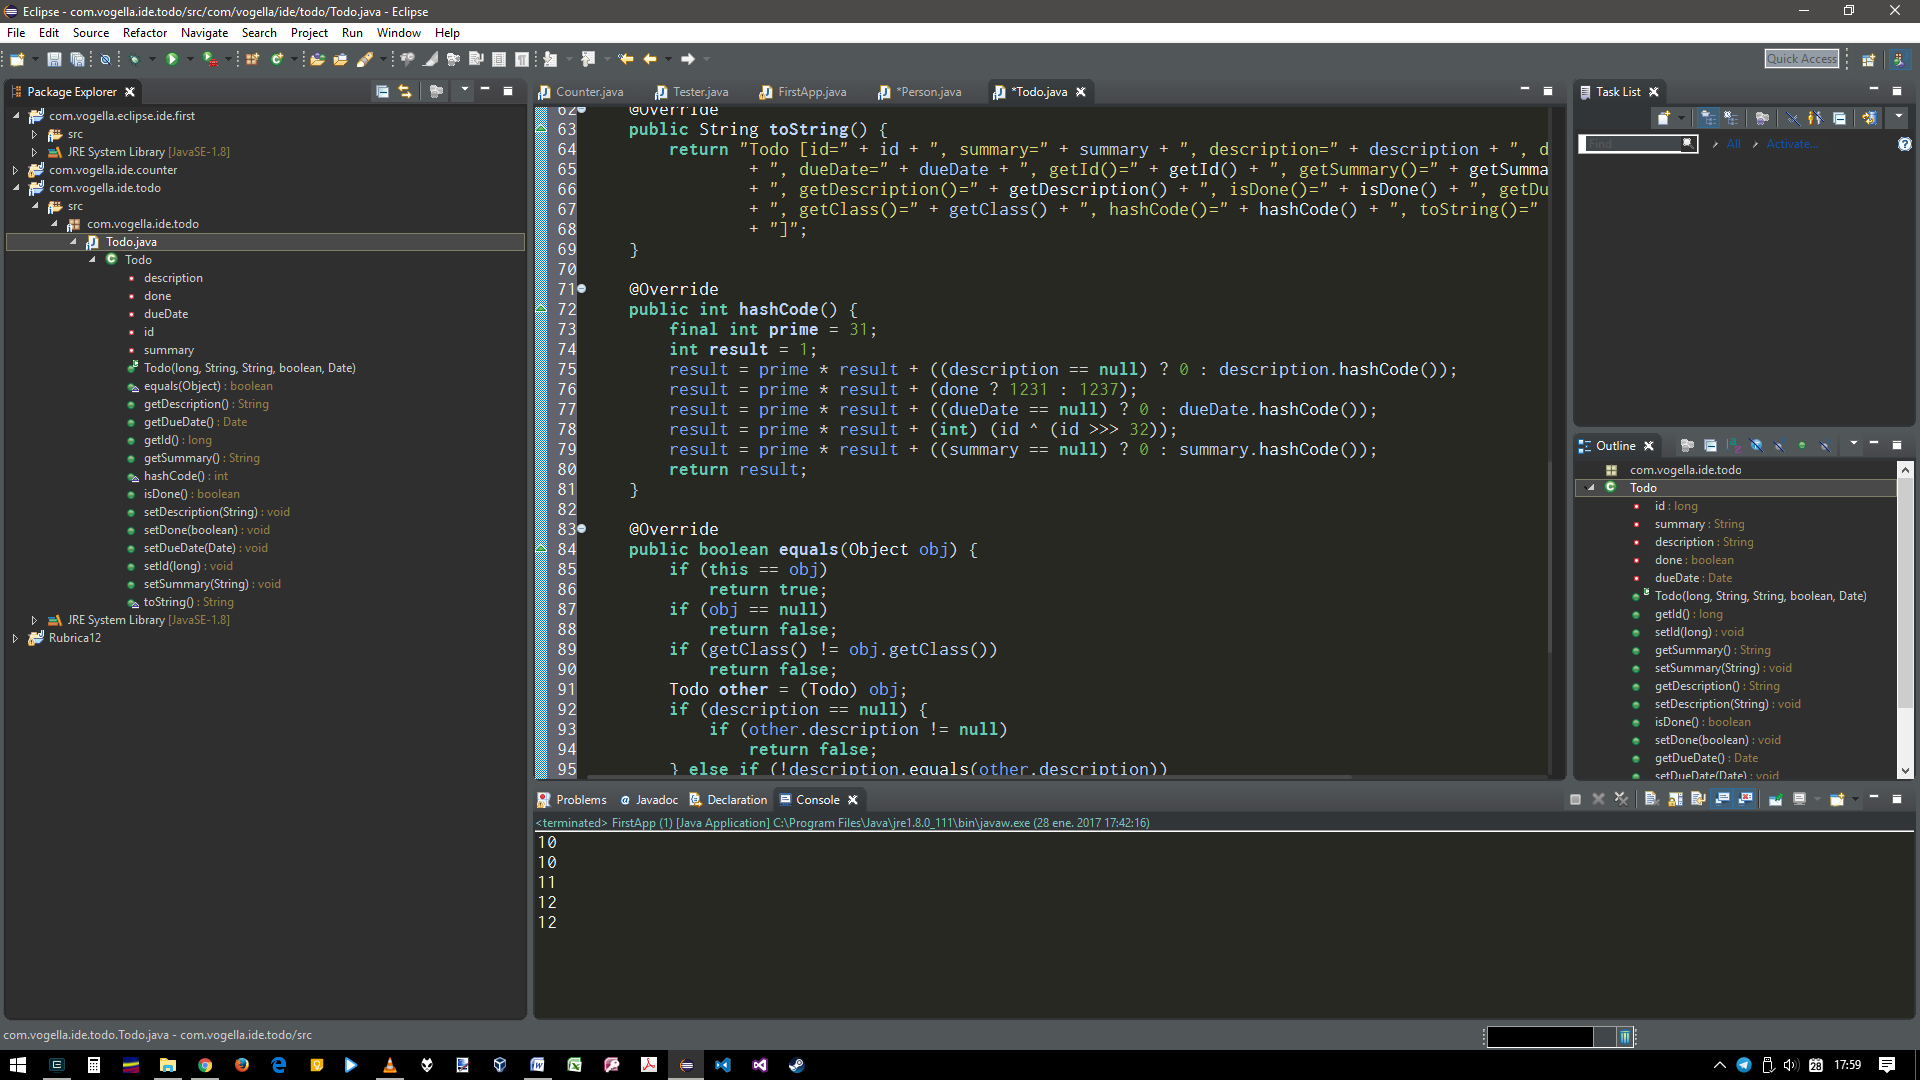 Eclipse - com.vogella.ide.todo/src/com/vogella/ide/todo/Todo.java - Eclipse
File Edit Source Refactor Navigate Search Project Run Window Help
Quick Access
Package Explorer
com.vogella.eclipse.ide.first
src
JRE System Library [JavaSE-1.8]
com.vogella.ide.counter
com.vogella.ide.todo
src
com.vogella.ide.todo
Todo.java
Todo
description
done
dueDate
id
summary
Todo(long, String, String, boolean, Date)
equals(Object) : boolean
getDescription() : String
getDueDate() : Date
getId() : long
getSummary() : String
hashCode() : int
isDone() : boolean
setDescription(String) : void
setDone(boolean) : void
setDueDate(Date) : void
setId(long) : void
setSummary(String) : void
toString() : String
JRE System Library [JavaSE-1.8]
Rubrica12
Counter.java Tester.java FirstApp.java *Person.java *Todo.java
62 @Override
63 public String toString() {
64 return "Todo [id=" + id + ", summary=" + summary + ", description=" + description + ", d
65 + ", dueDate=" + dueDate + ", getId()=" + getId() + ", getSummary()=" + getSumma
66 + ", getDescription()=" + getDescription() + ", isDone()=" + isDone() + ", getDu
67 + ", getClass()=" + getClass() + ", hashCode()=" + hashCode() + ", toString()="
68 + "]";
69 }
70
71 @Override
72 public int hashCode() {
73 final int prime = 31;
74 int result = 1;
75 result = prime * result + ((description == null) ? 0 : description.hashCode());
76 result = prime * result + (done ? 1231 : 1237);
77 result = prime * result + ((dueDate == null) ? 0 : dueDate.hashCode());
78 result = prime * result + (int) (id ^ (id >>> 32));
79 result = prime * result + ((summary == null) ? 0 : summary.hashCode());
80 return result;
81 }
82
83 @Override
84 public boolean equals(Object obj) {
85 if (this == obj)
86 return true;
87 if (obj == null)
88 return false;
89 if (getClass() != obj.getClass())
90 return false;
91 Todo other = (Todo) obj;
92 if (description == null) {
93 if (other.description != null)
94 return false;
95 } else if (!description.equals(other.description))
Task List
Find All Activate...
Outline
com.vogella.ide.todo
Todo
id : long
summary : String
description : String
done : boolean
dueDate : Date
Todo(long, String, String, boolean, Date)
getId() : long
setId(long) : void
getSummary() : String
setSummary(String) : void
getDescription() : String
setDescription(String) : void
isDone() : boolean
setDone(boolean) : void
getDueDate() : Date
setDueDate(Date) : void
Problems Javadoc Declaration Console
<terminated> FirstApp (1) [Java Application] C:\Program Files\Java\jre1.8.0_111\bin\javaw.exe (28 ene. 2017 17:42:16)
10
10
11
12
12
com.vogella.ide.todo.Todo.java - com.vogella.ide.todo/src
28 17:59